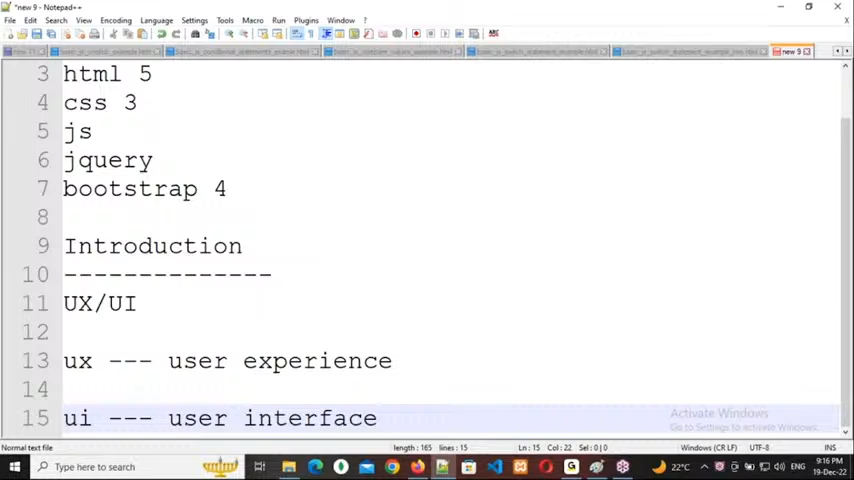 *new 9 - Notepad++
File Edit Search View Encoding Language Settings Tools Macro Run Plugins Window ?
new 9
3 html 5
4 css 3
5 js
6 jquery
7 bootstrap 4
8
9 Introduction
10 --------------
11 UX/UI
12
13 ux --- user experience
14
15 ui --- user interface
Activate Windows
Go to Settings to activate Windows.
Normal text file length : 165 lines : 15 Ln : 15 Col : 22 Sel : 0 | 0 Windows (CR LF) UTF-8 INS
Type here to search 22°C ENG 9:16 PM
19-Dec-22